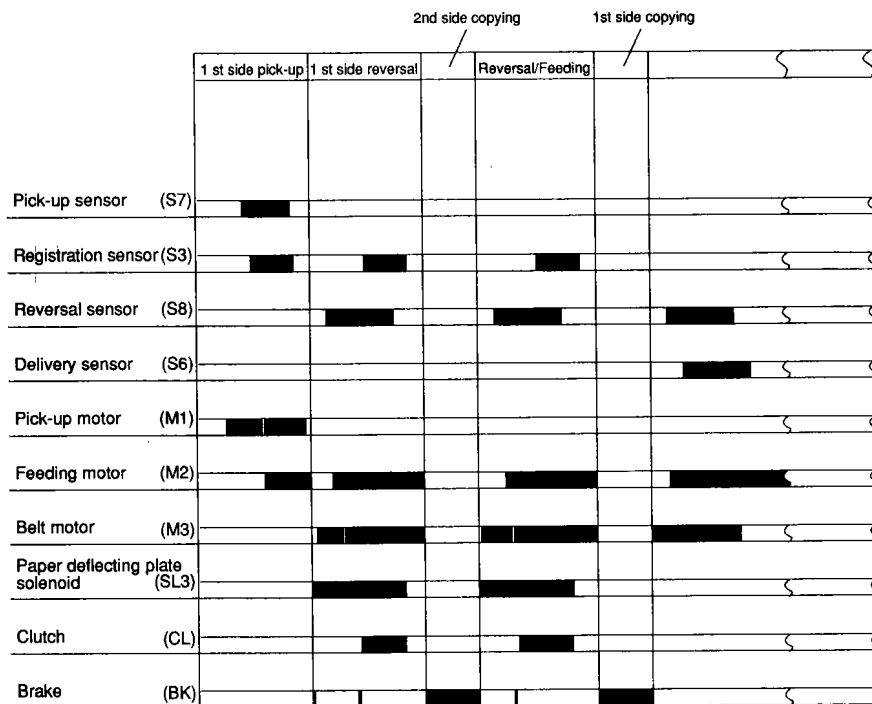 2nd side copying
1st side copying
1 st side pick-up
1 st side reversal
Reversal/Feeding
Pick-up sensor (S7)
Registration sensor (S3)
Reversal sensor (S8)
Delivery sensor (S6)
Pick-up motor (M1)
Feeding motor (M2)
Belt motor (M3)
Paper deflecting plate
solenoid (SL3)
Clutch (CL)
Brake (BK)